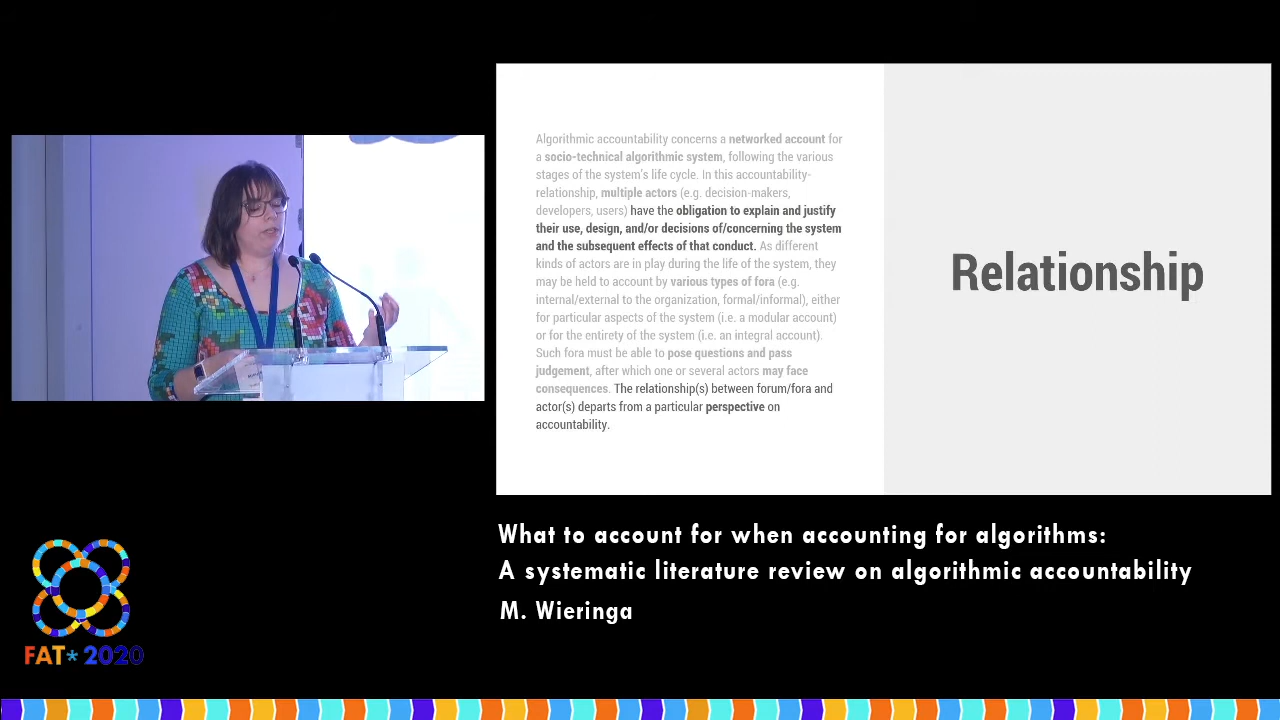 Algorithmic accountability concerns a networked account for
a socio-technical algorithmic system, following the various
stages of the system's life cycle. In this accountability-
relationship, multiple actors (e.g. decision-makers,
developers, users) have the obligation to explain and justify
their use, design, and/or decisions of/concerning the system
and the subsequent effects of that conduct. As different
kinds of actors are in play during the life of the system, they
may be held to account by various types of fora (e.g.
internal/external to the organization, formal/informal), either
for particular aspects of the system (i.e. a modular account)
or for the entirety of the system (i.e. an integral account).
Such fora must be able to pose questions and pass
judgement, after which one or several actors may face
consequences. The relationship(s) between forum/fora and
actor(s) departs from a particular perspective on
accountability.
Relationship
What to account for when accounting for algorithms:
A systematic literature review on algorithmic accountability
M. Wieringa
FAT* 2020